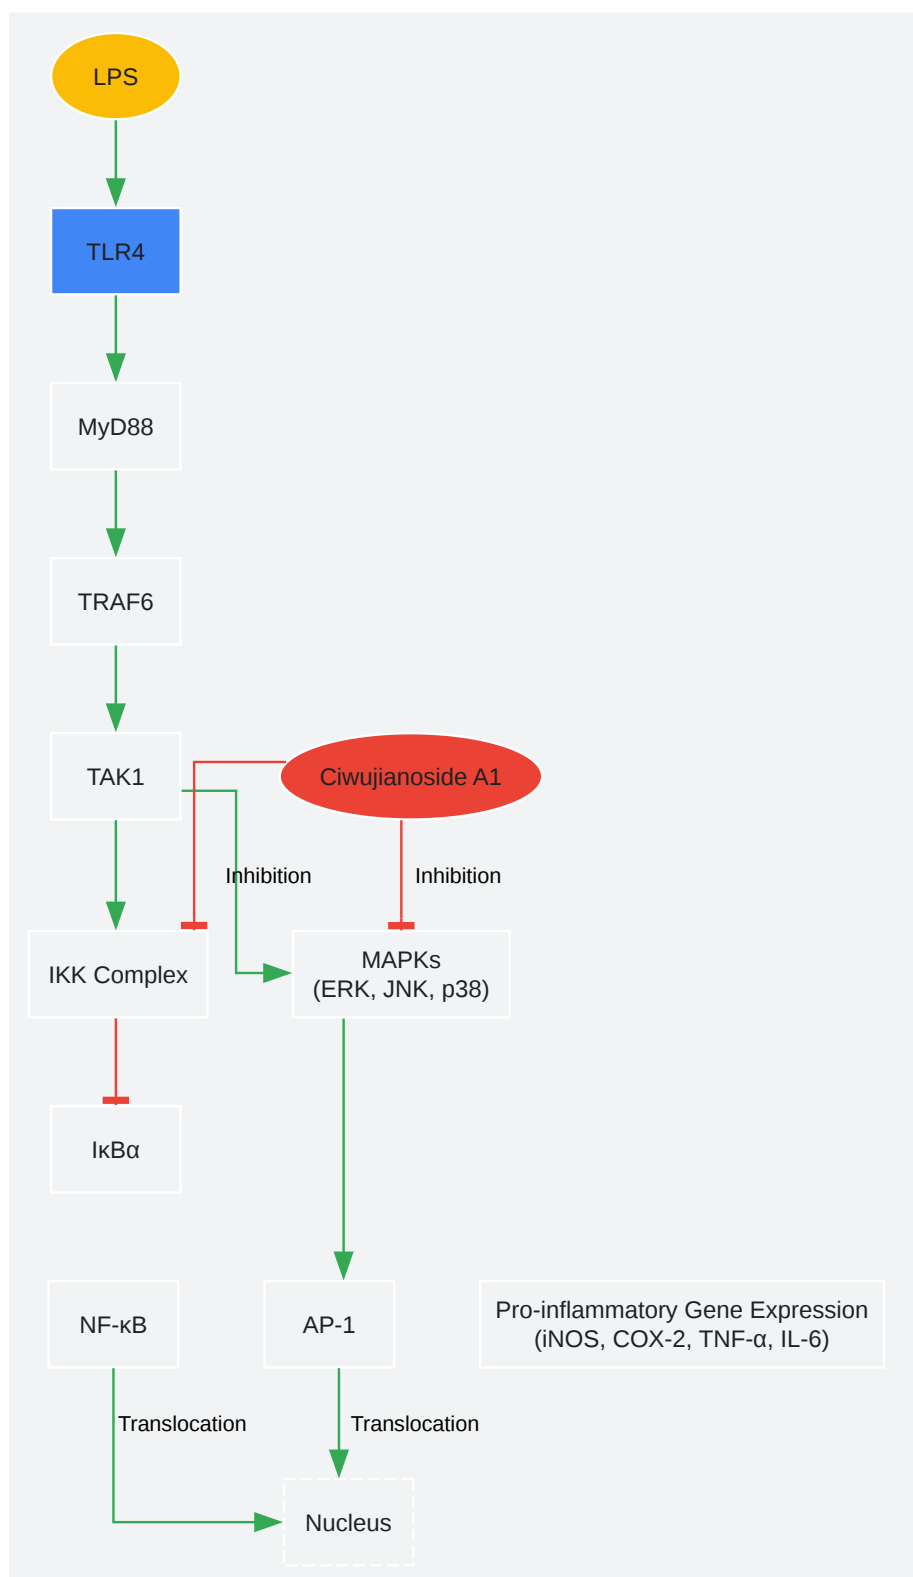 LPS
TLR4
MyD88
TRAF6
TAK1
Ciwujianoside A1
Inhibition
Inhibition
IKK Complex
MAPKs
(ERK, JNK, p38)
IκBα
NF-κB
AP-1
Pro-inflammatory Gene Expression
(iNOS, COX-2, TNF-α, IL-6)
Translocation
Translocation
Nucleus